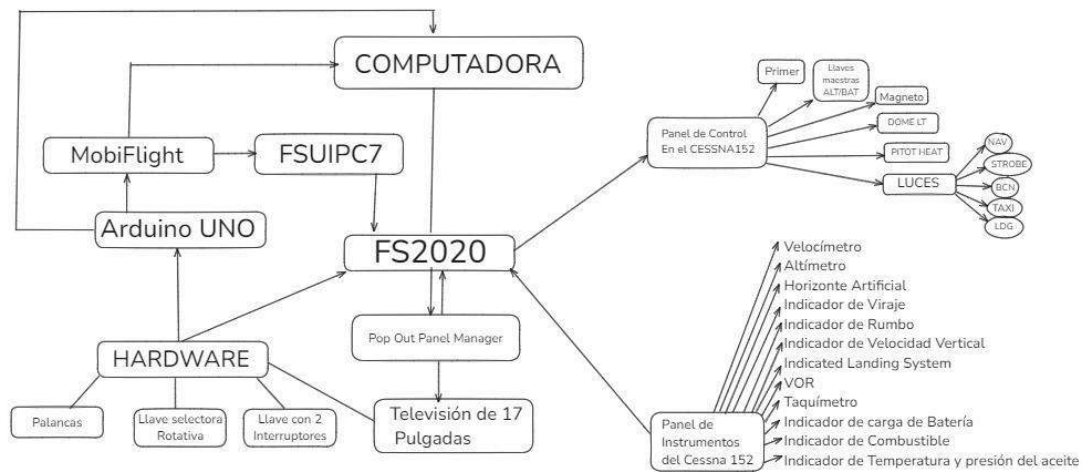 COMPUTADORA
Primer
Llaves
maestras
ALT/BAT
Magneto
DOME LT
Panel de Control
En el CESSNA152
PITOT HEAT
LUCES
NAV
STROBE
BCN
TAXI
LDG
MobiFlight
FSUIPC7
Arduino UNO
FS2020
Pop Out Panel Manager
HARDWARE
Palancas
Llave selectora
Rotativa
Llave con 2
Interruptores
Televisión de 17
Pulgadas
Velocímetro
Altímetro
Horizonte Artificial
Indicador de Viraje
Indicador de Rumbo
Indicador de Velocidad Vertical
Indicated Landing System
VOR
Taquímetro
Indicador de carga de Batería
Indicador de Combustible
Indicador de Temperatura y presión del aceite
Panel de
Instrumentos
del Cessna 152